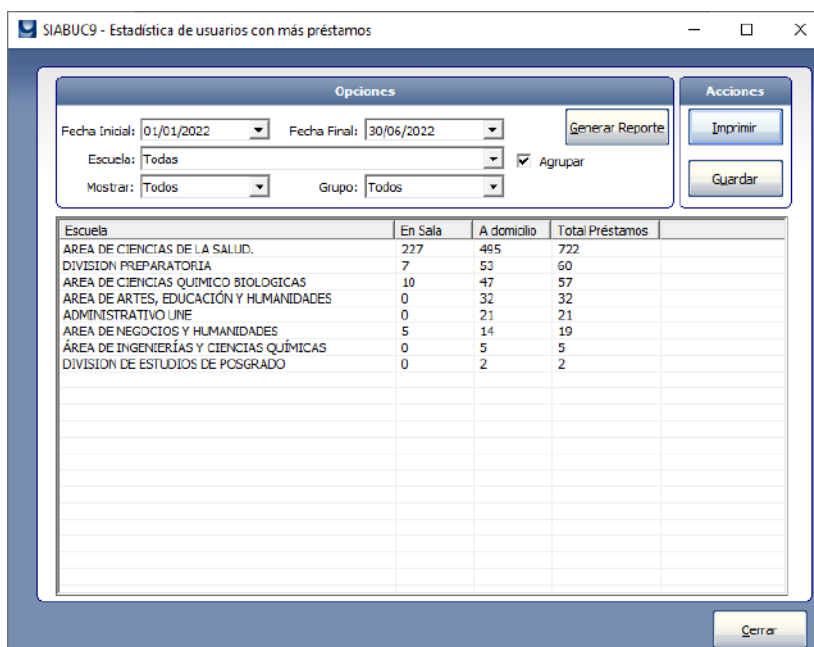 SIABUC9 - Estadística de usuarios con más préstamos
Opciones
Acciones
Fecha Inicial: 01/01/2022 Fecha Final: 30/06/2022 Generar Reporte
Imprimir
Escuela: Todas Agrupar
Mostrar: Todos Grupo: Todos
Guardar
Escuela En Sala A domicilio Total Préstamos
AREA DE CIENCIAS DE LA SALUD. 227 495 722
DIVISION PREPARATORIA 7 53 60
AREA DE CIENCIAS QUIMICO BIOLOGICAS 10 47 57
AREA DE ARTES, EDUCACIÓN Y HUMANIDADES 0 32 32
ADMINISTRATIVO UNE 0 21 21
AREA DE NEGOCIOS Y HUMANIDADES 5 14 19
ÁREA DE INGENIERÍAS Y CIENCIAS QUÍMICAS 0 5 5
DIVISION DE ESTUDIOS DE POSGRADO 0 2 2
Cerrar